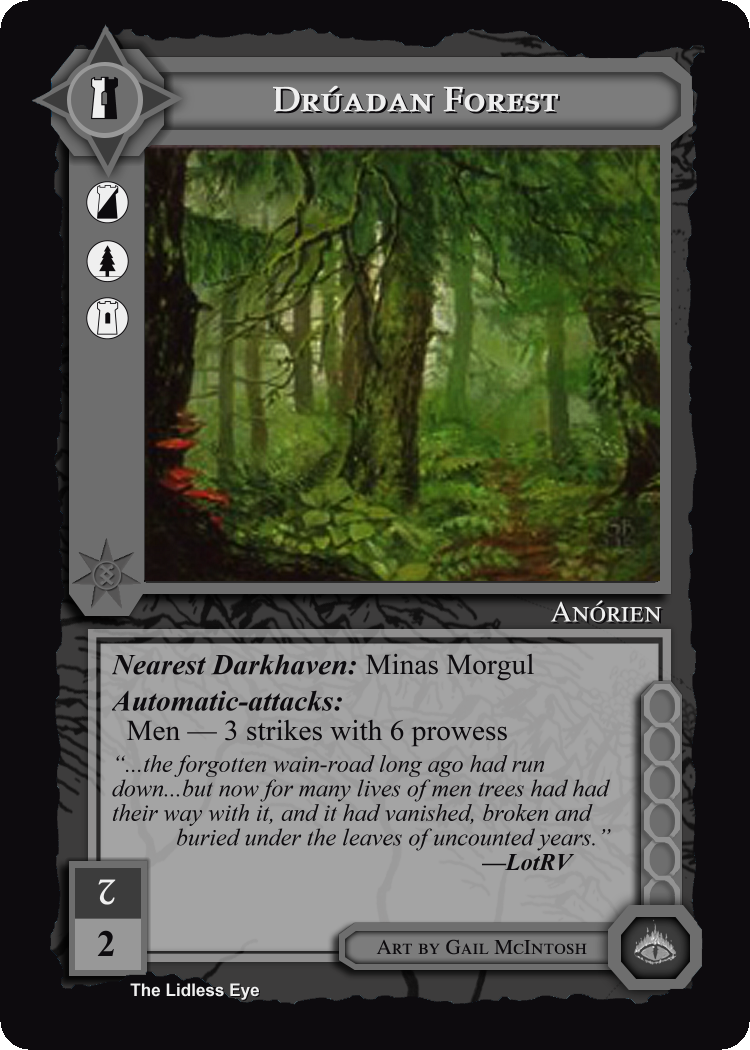 Drúadan Forest
Anórien
Nearest Darkhaven: Minas Morgul
Automatic-attacks:
Men — 3 strikes with 6 prowess
“...the forgotten wain-road long ago had run
down...but now for many lives of men trees had had
their way with it, and it had vanished, broken and
buried under the leaves of uncounted years.”
—LotRV
2
2
Art by Gail McIntosh
The Lidless Eye